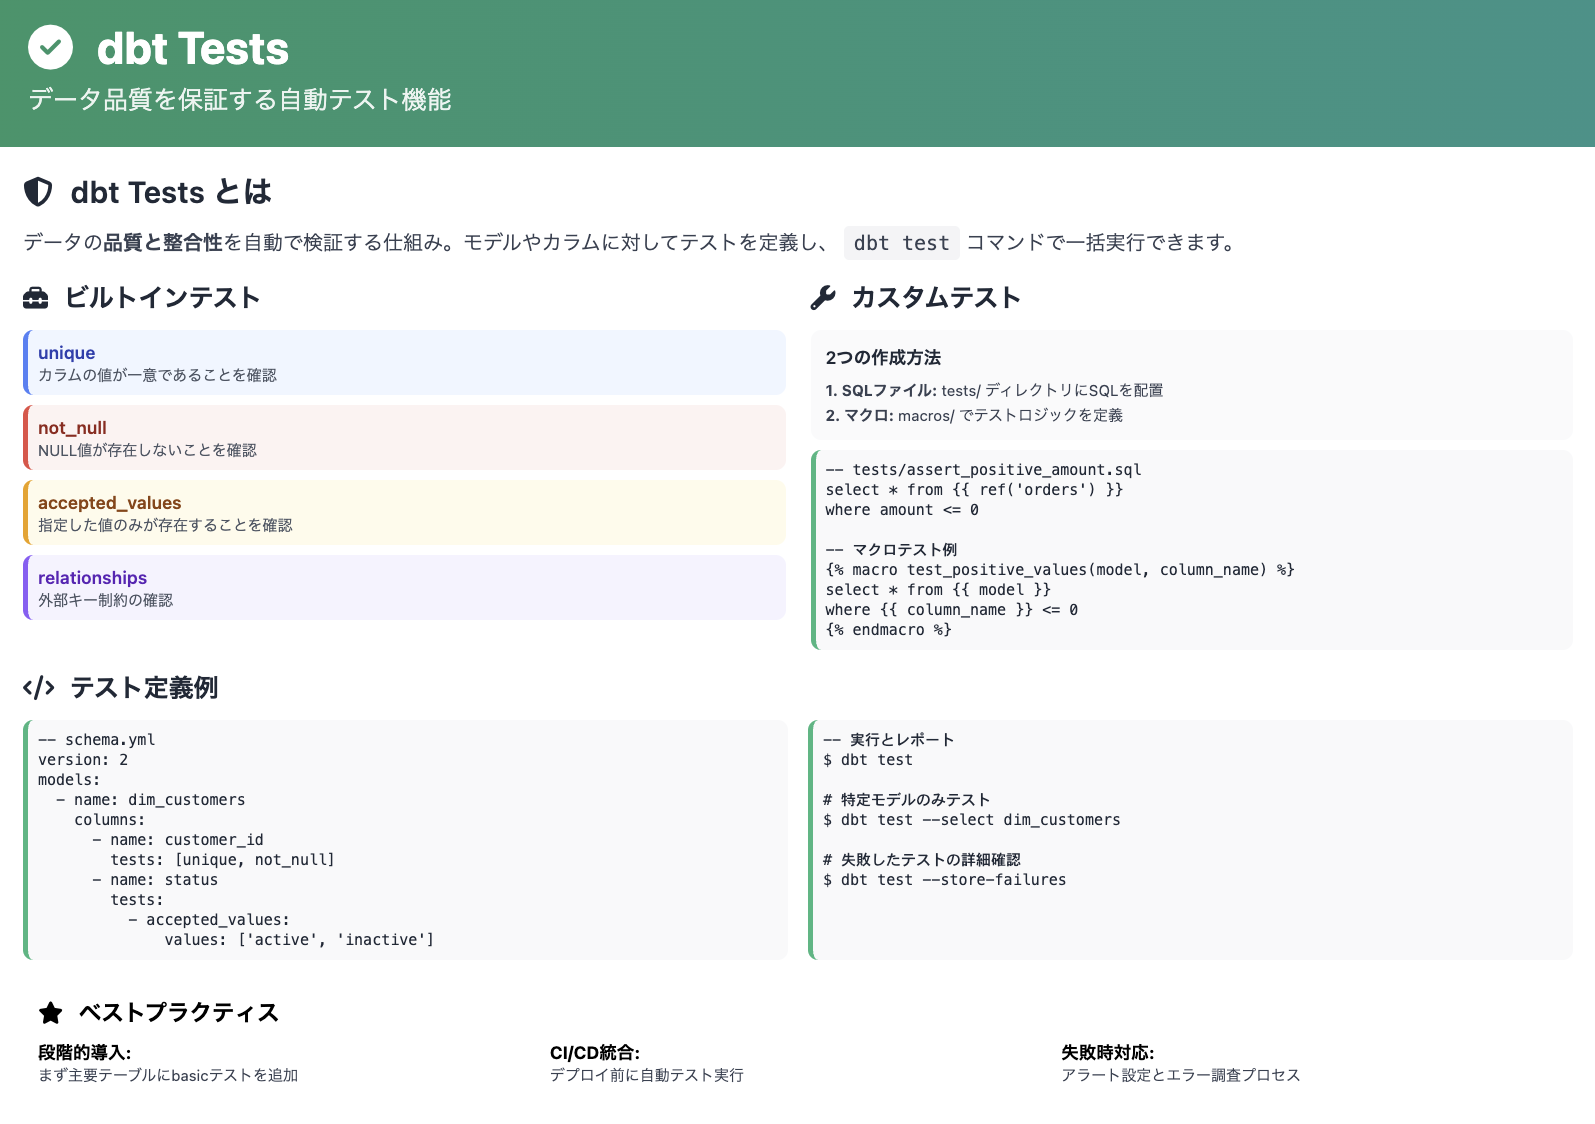 dbt Tests
データ品質を保証する自動テスト機能
dbt Tests とは
データの品質と整合性を自動で検証する仕組み。モデルやカラムに対してテストを定義し、 dbt test コマンドで一括実行できます。
ビルトインテスト
unique
カラムの値が一意であることを確認
not_null
NULL値が存在しないことを確認
accepted_values
指定した値のみが存在することを確認
relationships
外部キー制約の確認
カスタムテスト
2つの作成方法
1. SQLファイル: tests/ ディレクトリにSQLを配置
2. マクロ: macros/ でテストロジックを定義
-- tests/assert_positive_amount.sql
select * from {{ ref('orders') }}
where amount <= 0
-- マクロテスト例
{% macro test_positive_values(model, column_name) %}
select * from {{ model }}
where {{ column_name }} <= 0
{% endmacro %}
</> テスト定義例
-- schema.yml
version: 2
models:
  - name: dim_customers
    columns:
      - name: customer_id
        tests: [unique, not_null]
      - name: status
        tests:
          - accepted_values:
              values: ['active', 'inactive']
-- 実行とレポート
$ dbt test
# 特定モデルのみテスト
$ dbt test --select dim_customers
# 失敗したテストの詳細確認
$ dbt test --store-failures
ベストプラクティス
段階的導入:
まず主要テーブルにbasicテストを追加
CI/CD統合:
デプロイ前に自動テスト実行
失敗時対応:
アラート設定とエラー調査プロセス